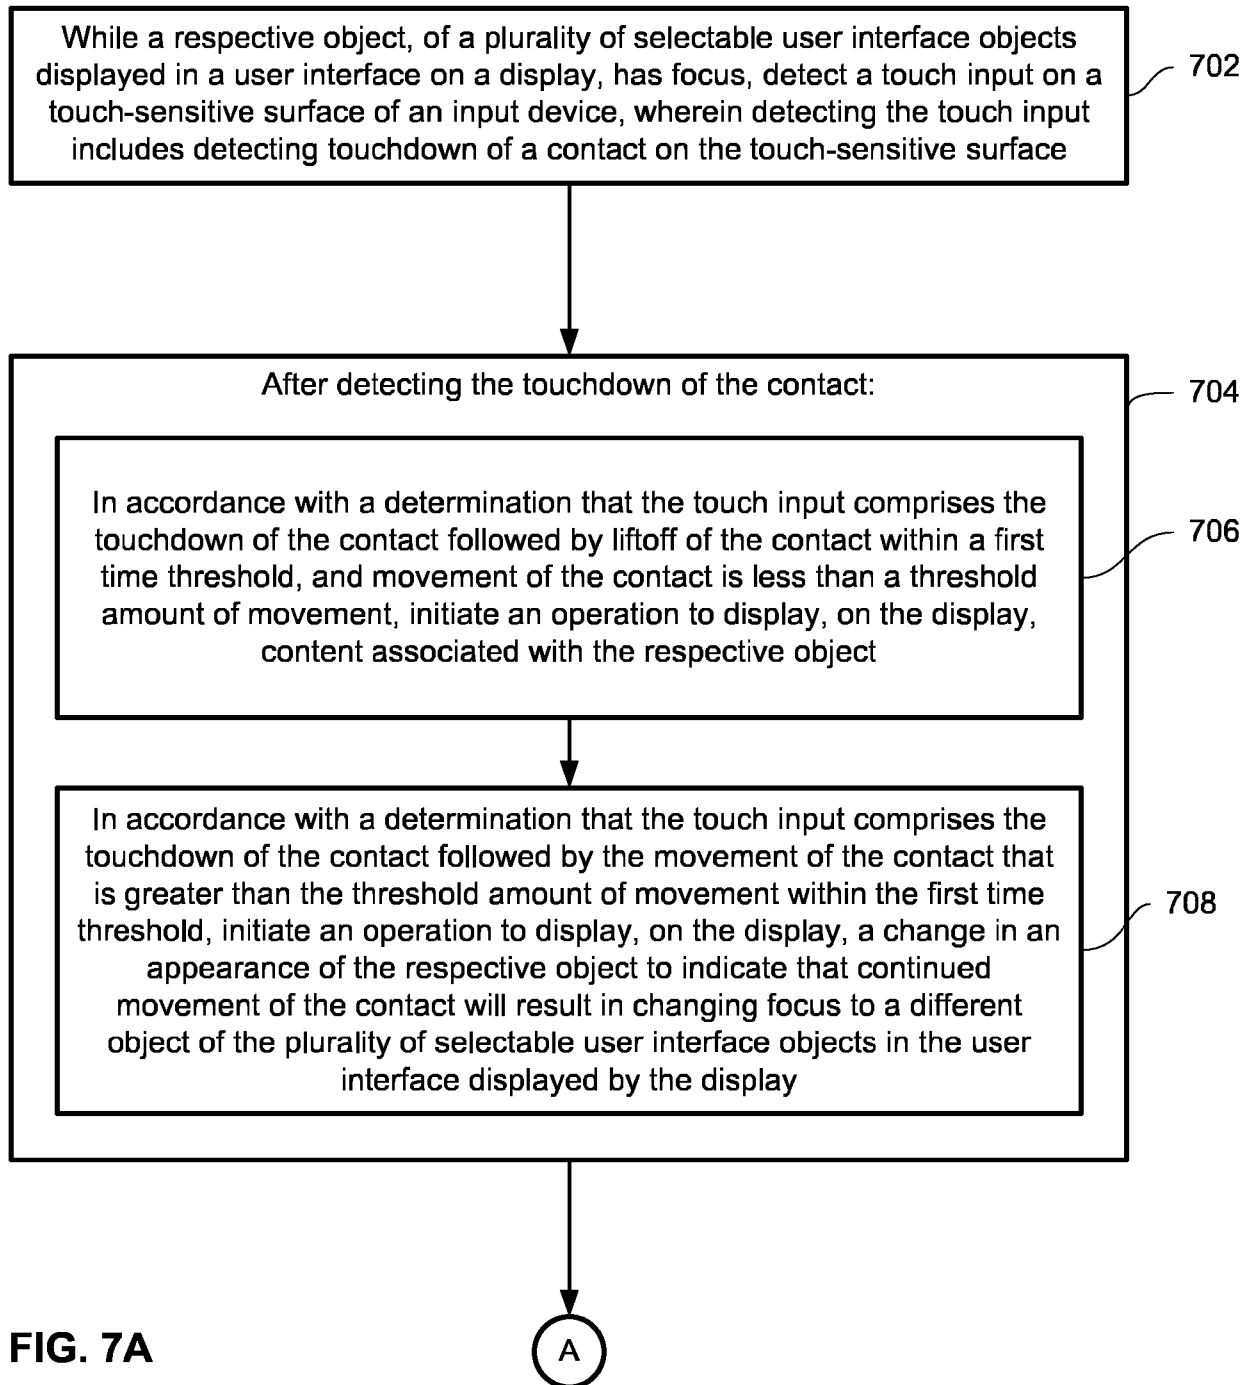 While a respective object, of a plurality of selectable user interface objects
displayed in a user interface on a display, has focus, detect a touch input on a
touch-sensitive surface of an input device, wherein detecting the touch input
includes detecting touchdown of a contact on the touch-sensitive surface
702
After detecting the touchdown of the contact:
704
In accordance with a determination that the touch input comprises the
touchdown of the contact followed by liftoff of the contact within a first
time threshold, and movement of the contact is less than a threshold
amount of movement, initiate an operation to display, on the display,
content associated with the respective object
706
In accordance with a determination that the touch input comprises the
touchdown of the contact followed by the movement of the contact that
is greater than the threshold amount of movement within the first time
threshold, initiate an operation to display, on the display, a change in an
appearance of the respective object to indicate that continued
movement of the contact will result in changing focus to a different
object of the plurality of selectable user interface objects in the user
interface displayed by the display
708
FIG. 7A
A